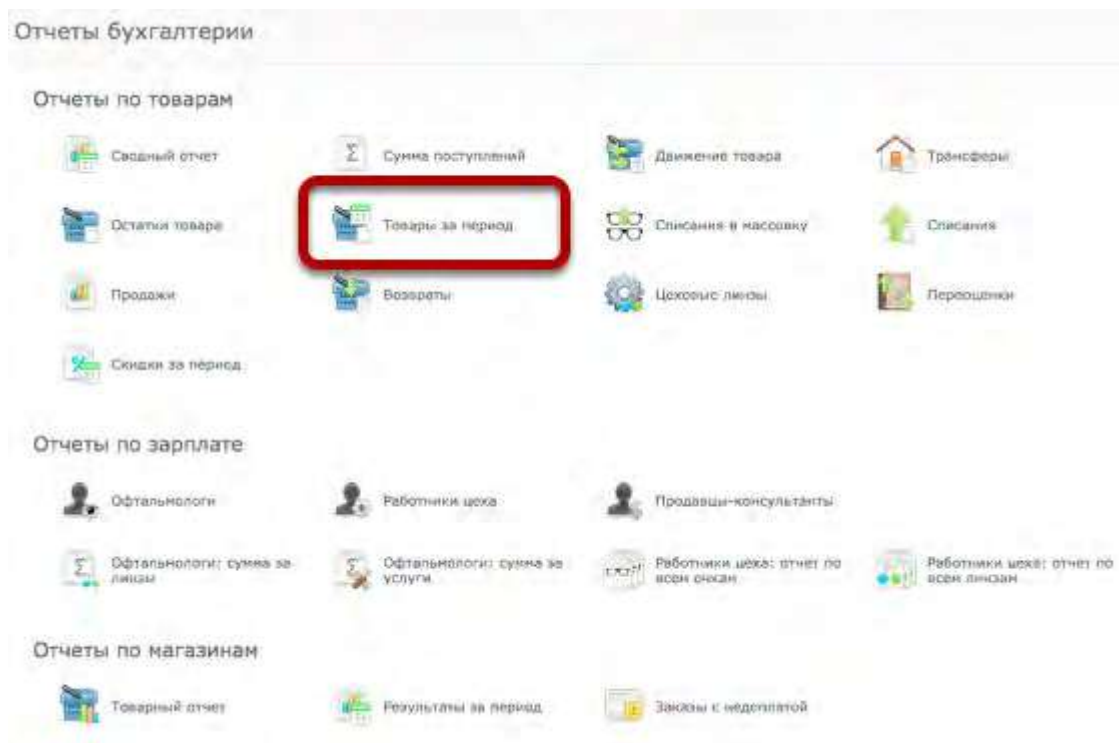 Отчеты бухгалтерии
Отчеты по товарам
Сводный отчет
Сумма поступлений
Движение товара
Трансферы
Остатки товара
Товары за период
Списания в массовку
Списания
Продажи
Возвраты
Цеховые линзы
Переоценки
Скидки за период
Отчеты по зарплате
Офтальмологи
Работники цеха
Продавцы-консультанты
Офтальмологи: сумма за
линзы
Офтальмологи: сумма за
услуги
Работники цеха: отчет по
всем очкам
Работники цеха: отчет по
всем линзам
Отчеты по магазинам
Товарный отчет
Результаты за период
Заказы с недоплатой